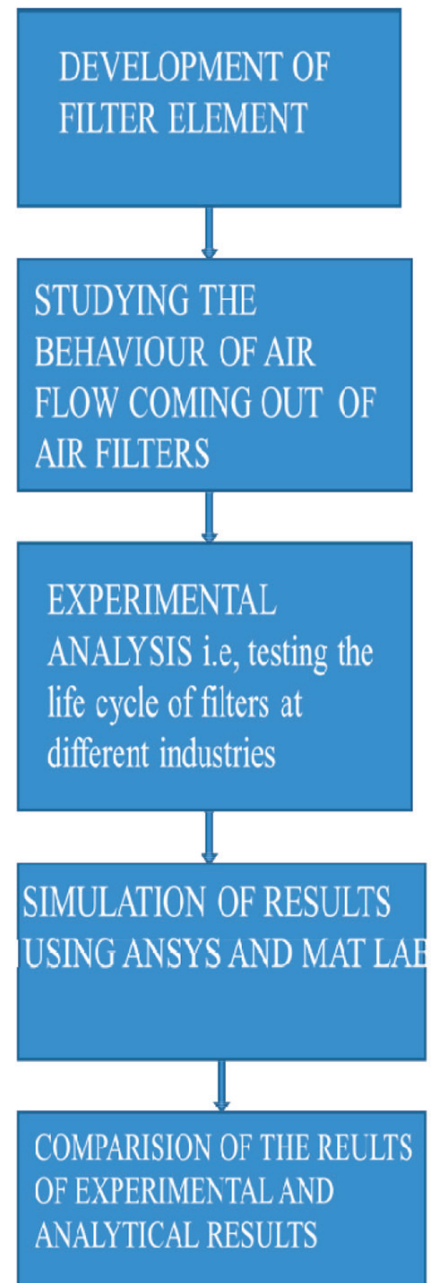 DEVELOPMENT OF
FILTER ELEMENT
STUDYING THE
BEHAVIOUR OF AIR
FLOW COMING OUT OF
AIR FILTERS
EXPERIMENTAL
ANALYSIS i.e, testing the
life cycle of filters at
different industries
SIMULATION OF RESULTS
USING ANSYS AND MAT LAB
COMPARISION OF THE REULTS
OF EXPERIMENTAL AND
ANALYTICAL RESULTS